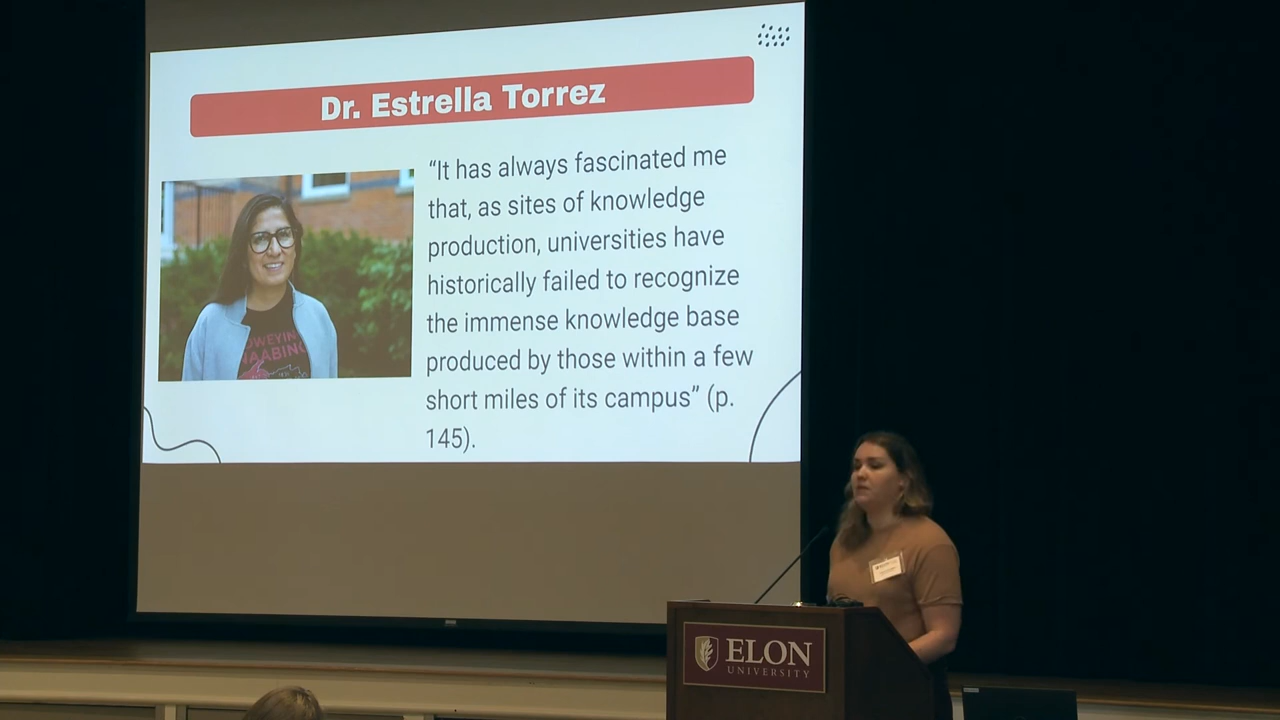 Dr. Estrella Torrez
“It has always fascinated me
that, as sites of knowledge
production, universities have
historically failed to recognize
the immense knowledge base
produced by those within a few
short miles of its campus” (p.
145).
ELON
UNIVERSITY